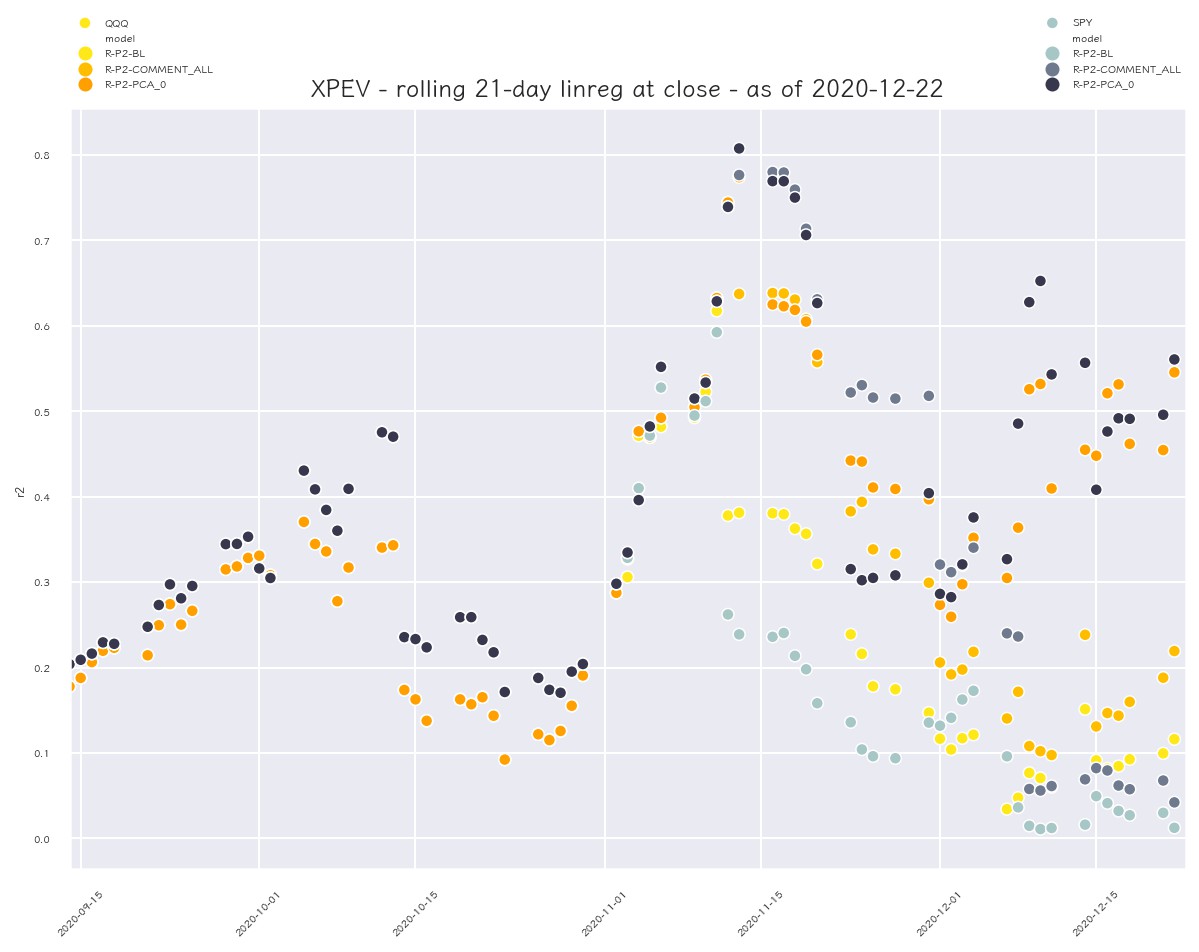 QQQ
model
R-P2-BL
R-P2-COMMENT_ALL
R-P2-PCA_0
SPY
model
R-P2-BL
R-P2-COMMENT_ALL
R-P2-PCA_0
XPEV - rolling 21-day linreg at close - as of 2020-12-22
0.8
0.7
0.6
0.5
0.4
0.3
0.2
0.1
0.0
r2
2020-09-15
2020-10-01
2020-10-15
2020-11-01
2020-11-15
2020-12-01
2020-12-15